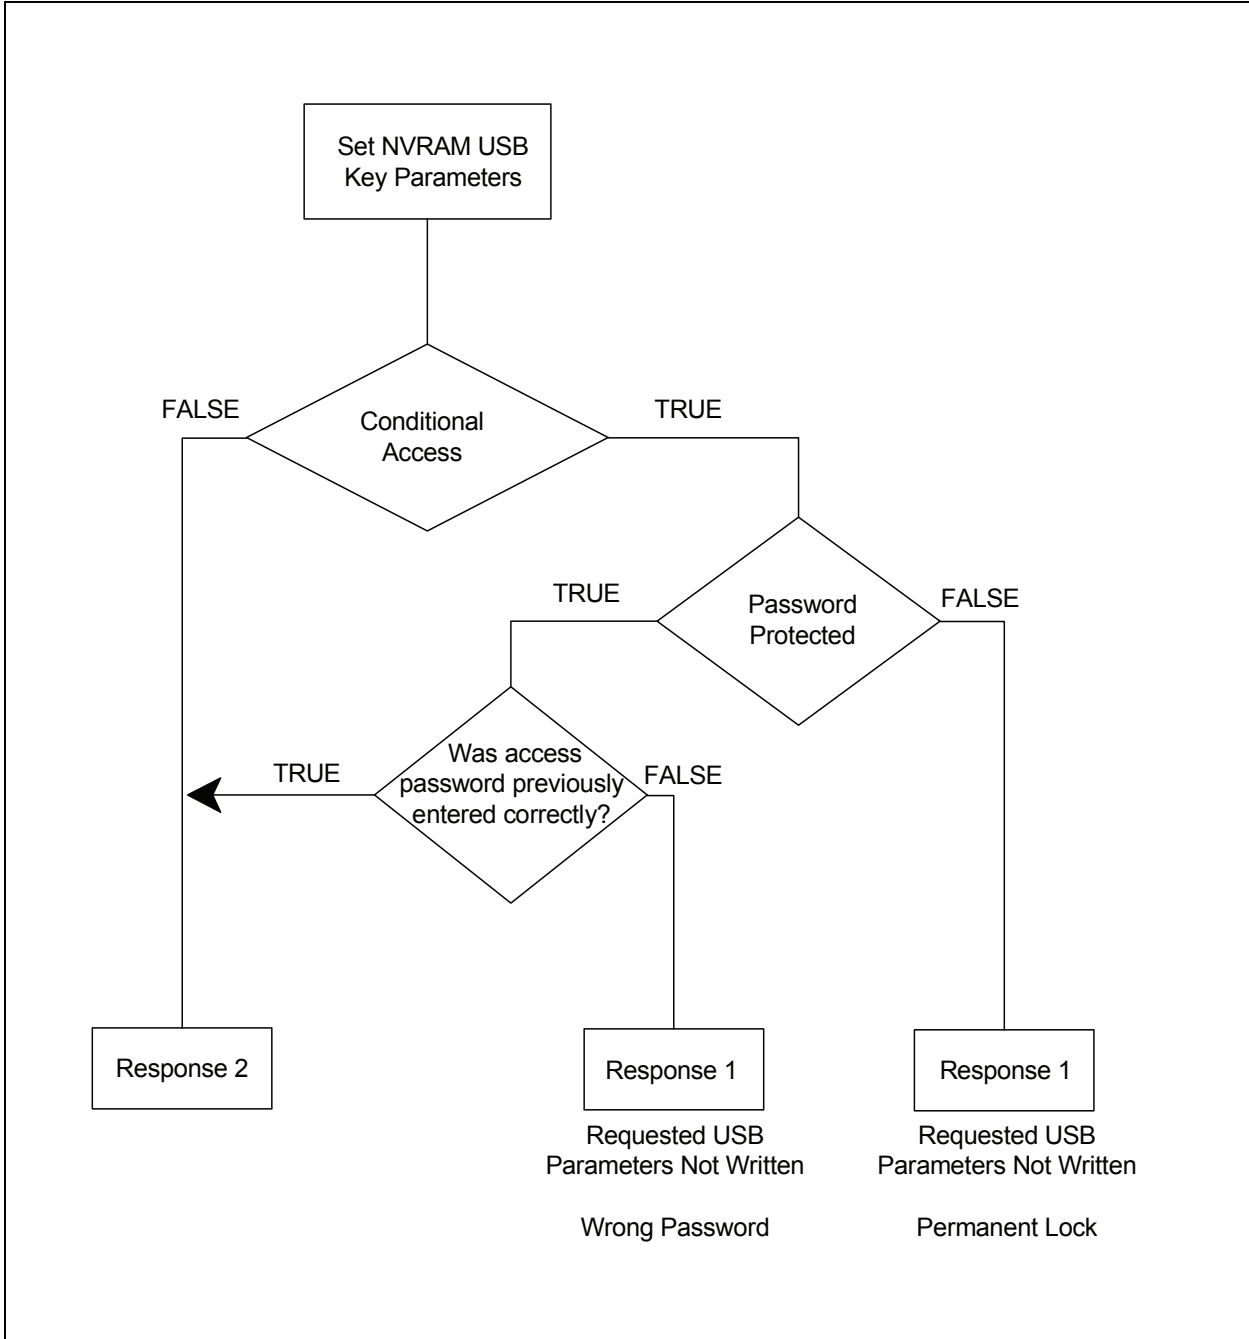 Set NVRAM USB
Key Parameters
FALSE
TRUE
Conditional
Access
TRUE
FALSE
Password
Protected
Was access
password previously
entered correctly?
TRUE
FALSE
Response 2
Response 1
Response 1
Requested USB
Parameters Not Written
Wrong Password
Requested USB
Parameters Not Written
Permanent Lock